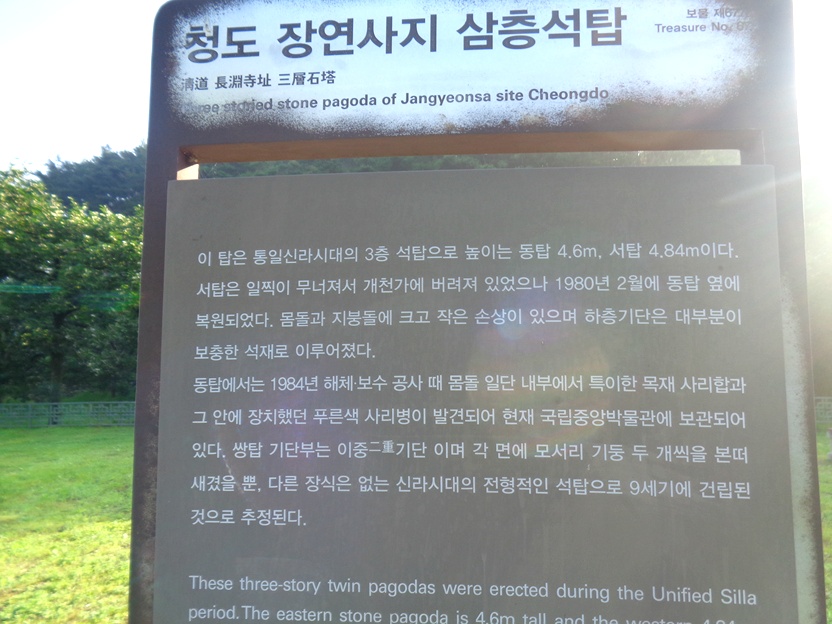 청도 장연사지 삼층석탑
보물 제
Treasure No.
清道 長淵寺址 三層石塔
three storied stone pagoda of Jangyeonsa site Cheongdo
이 탑은 통일신라시대의 3층 석탑으로 높이는 동탑 4.6m, 서탑 4.84m이다.
서탑은 일찍이 무너져서 개천가에 버려져 있었으나 1980년 2월에 동탑 옆에
복원되었다. 몸돌과 지붕돌에 크고 작은 손상이 있으며 하층기단은 대부분이
보충한 석재로 이루어졌다.
동탑에서는 1984년 해체·보수 공사 때 몸돌 일단 내부에서 특이한 목재 사리합과
그 안에 장치했던 푸른색 사리병이 발견되어 현재 국립중앙박물관에 보관되어
있다. 쌍탑 기단부는 이중二重기단 이며 각 면에 모서리 기둥 두 개씩을 본떠
새겼을 뿐, 다른 장식은 없는 신라시대의 전형적인 석탑으로 9세기에 건립된
것으로 추정된다.
These three-story twin pagodas were erected during the Unified Silla
period.The eastern stone pagoda is 4.6m tall and the western